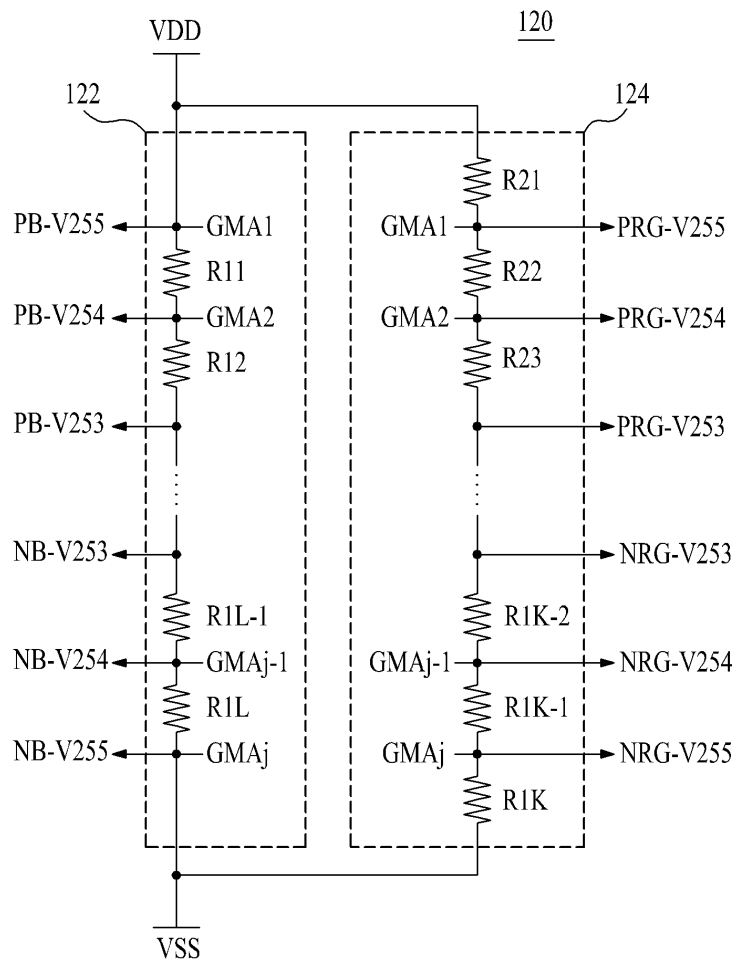 VDD
120
122
124
R21
PB-V255
GMA1
GMA1
PRG-V255
R11
R22
PB-V254
GMA2
GMA2
PRG-V254
R12
R23
PB-V253
PRG-V253
NB-V253
NRG-V253
R1L-1
R1K-2
NB-V254
GMAj-1
GMAj-1
NRG-V254
R1L
R1K-1
NB-V255
GMAj
GMAj
NRG-V255
R1K
VSS